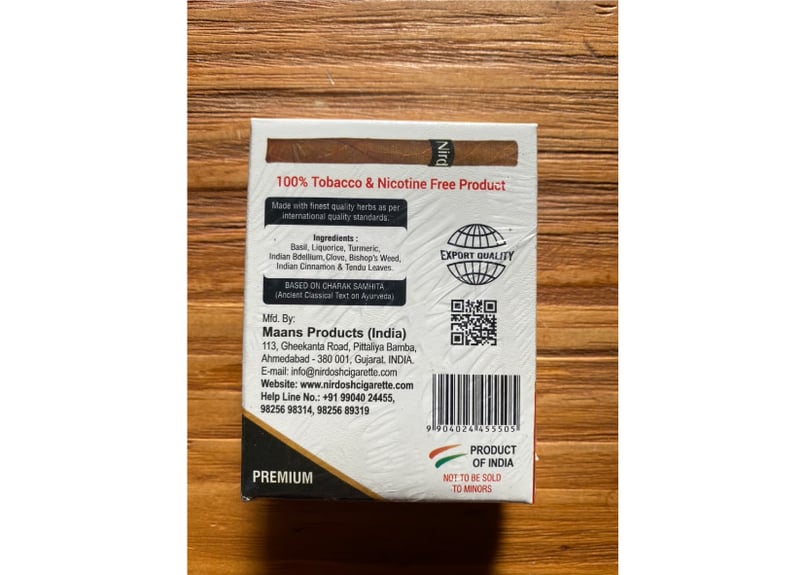 Nird
100% Tobacco & Nicotine Free Product
Made with finest quality herbs as per
international quality standards.
Ingredients :
Basil, Liquorice, Turmeric,
Indian Bdellium, Clove, Bishop's Weed,
Indian Cinnamon & Tendu Leaves.
BASED ON CHARAK SAMHITA
(Ancient Classical Text on Ayurveda)
Mfd. By:
Maans Products (India)
113, Gheekanta Road, Pittaliya Bamba,
Ahmedabad - 380 001, Gujarat. INDIA.
E-mail: info@nirdoshcigarette.com
Website: www.nirdoshcigarette.com
Help Line No.: +91 99040 24455,
98256 98314, 98256 89319
PREMIUM
EXPORT QUALITY
9 904024 455505
PRODUCT
OF INDIA
NOT TO BE SOLD
TO MINORS